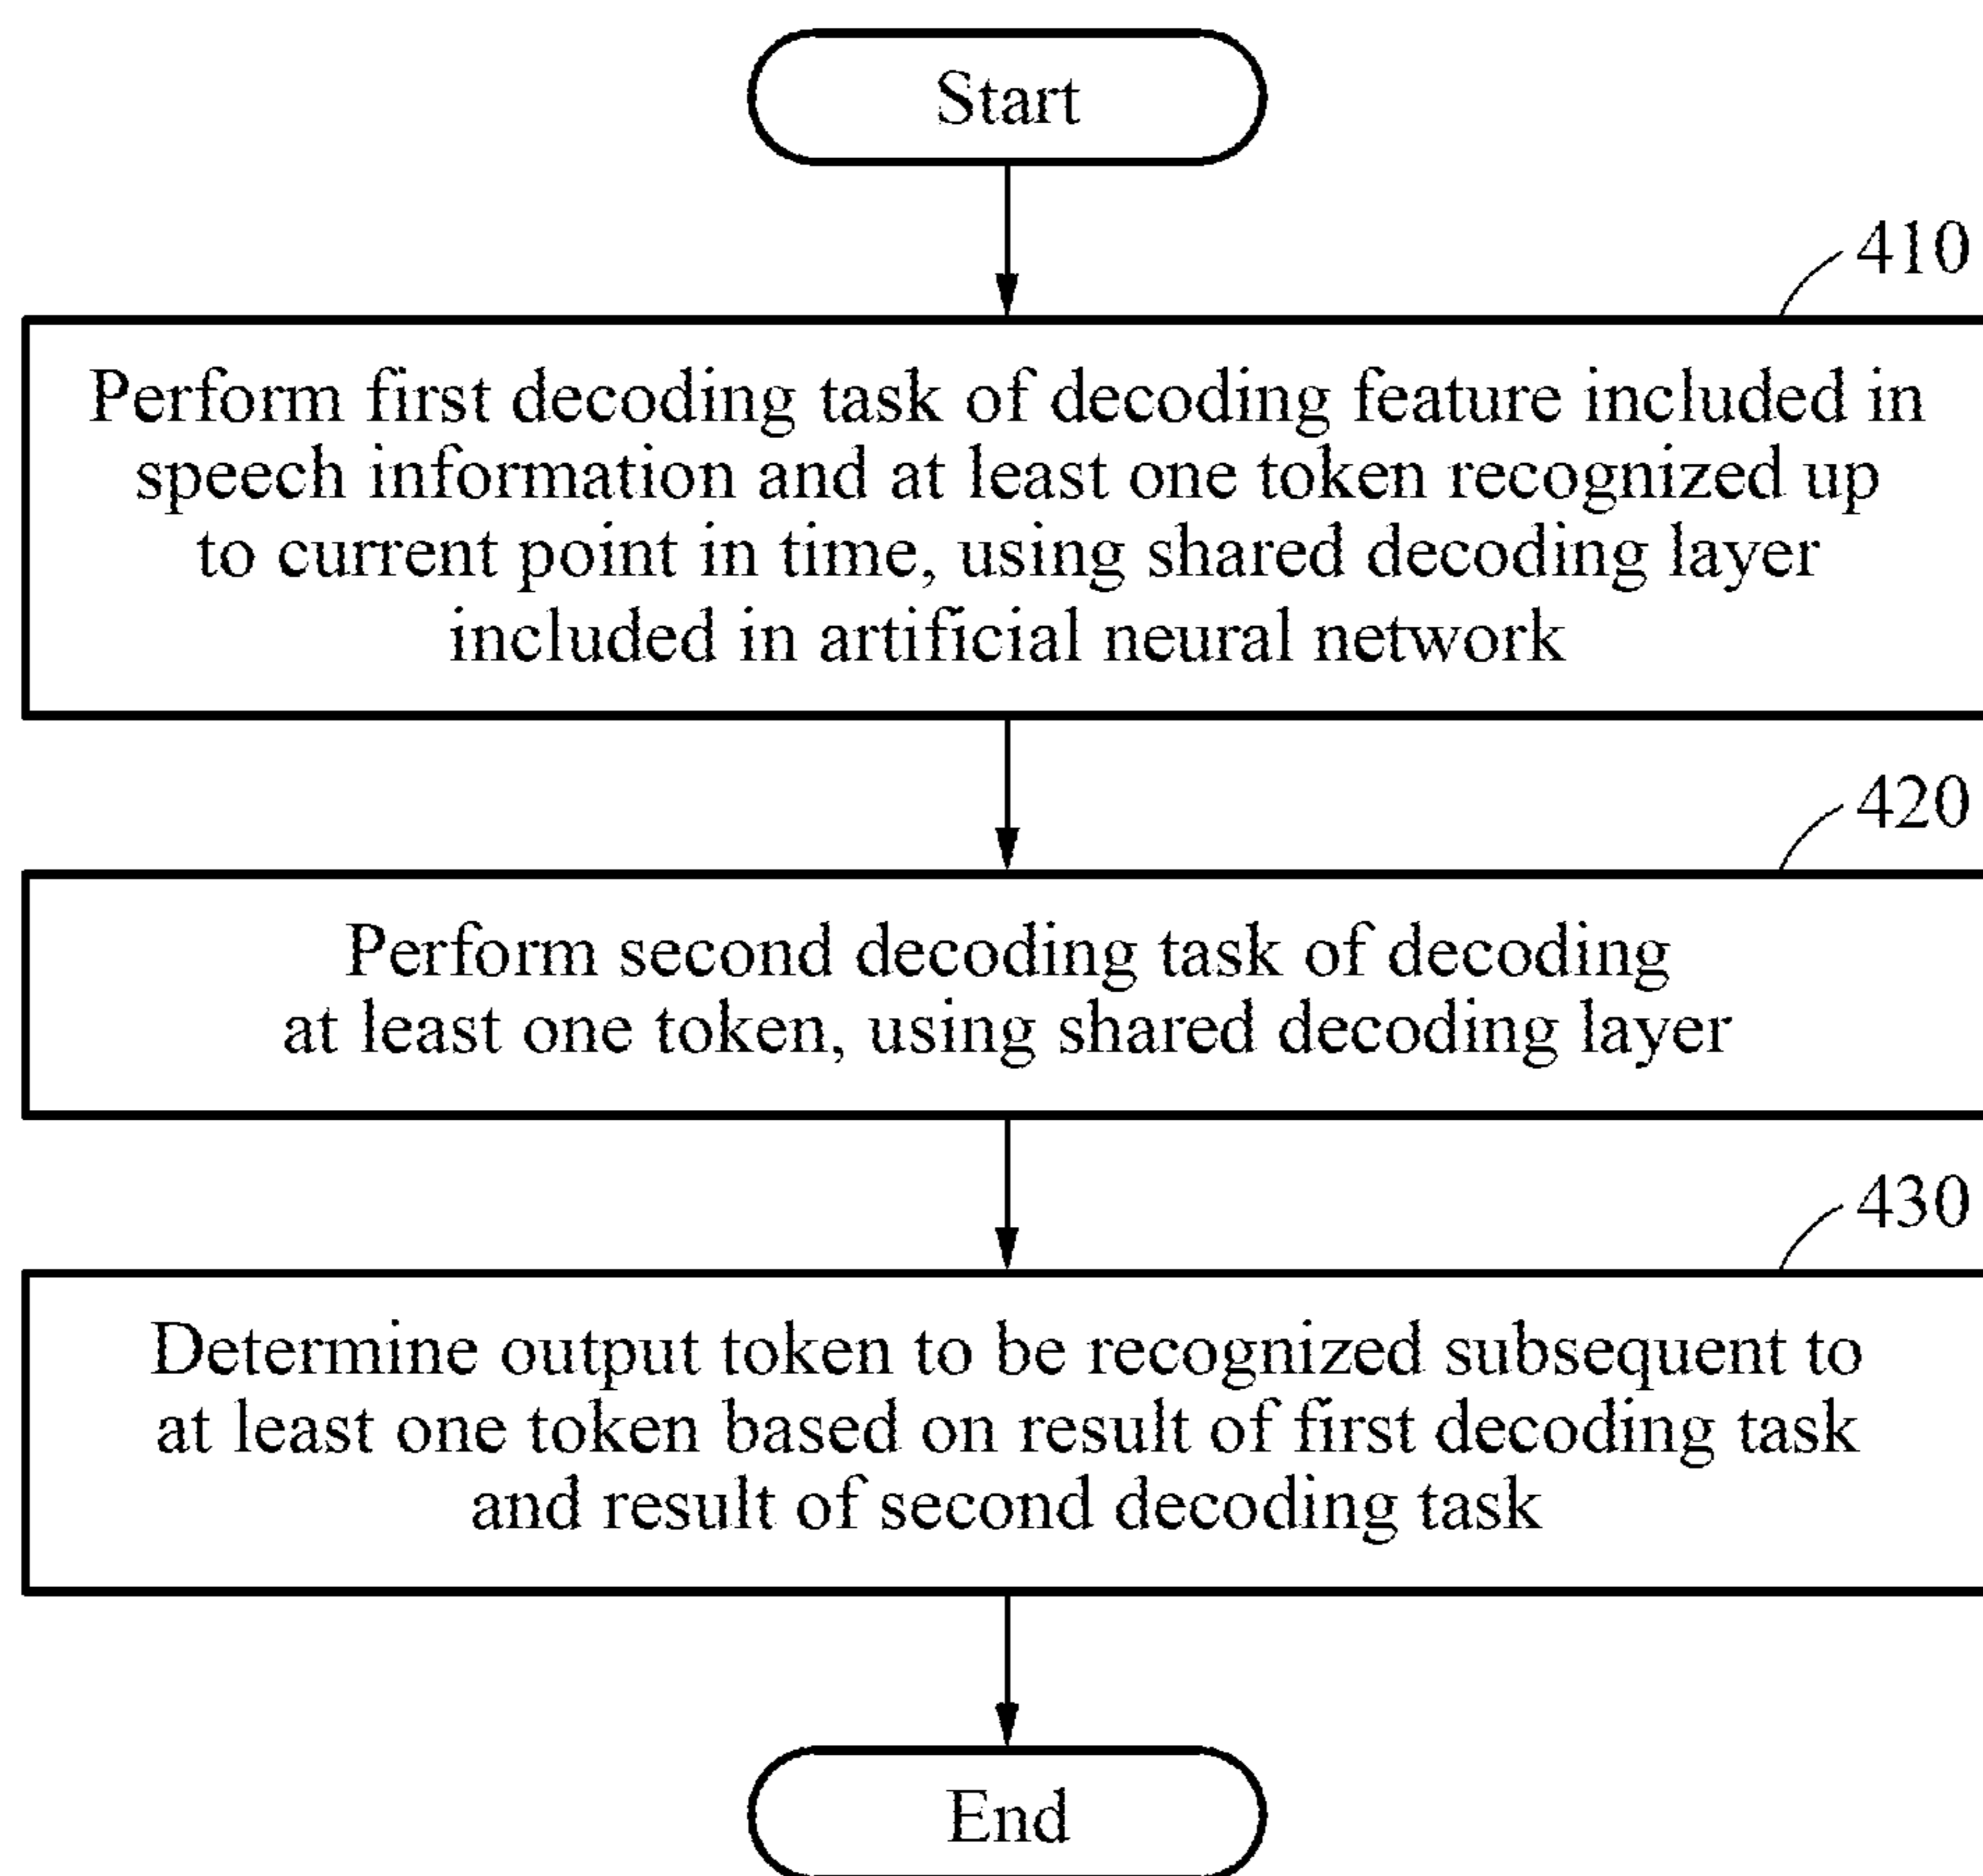 Start
410
Perform first decoding task of decoding feature included in
speech information and at least one token recognized up
to current point in time, using shared decoding layer
included in artificial neural network
420
Perform second decoding task of decoding
at least one token, using shared decoding layer
430
Determine output token to be recognized subsequent to
at least one token based on result of first decoding task
and result of second decoding task
End